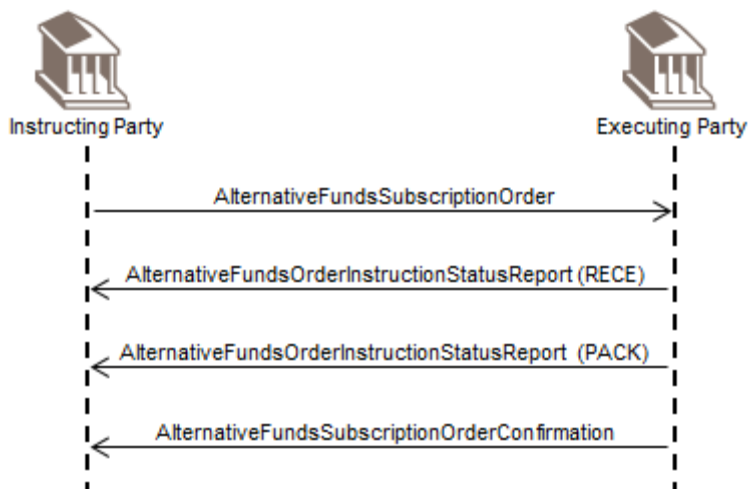 Instructing Party
Executing Party
AlternativeFundsSubscriptionOrder
AlternativeFundsOrderInstructionStatusReport (RECE)
AlternativeFundsOrderInstructionStatusReport (PACK)
AlternativeFundsSubscriptionOrderConfirmation